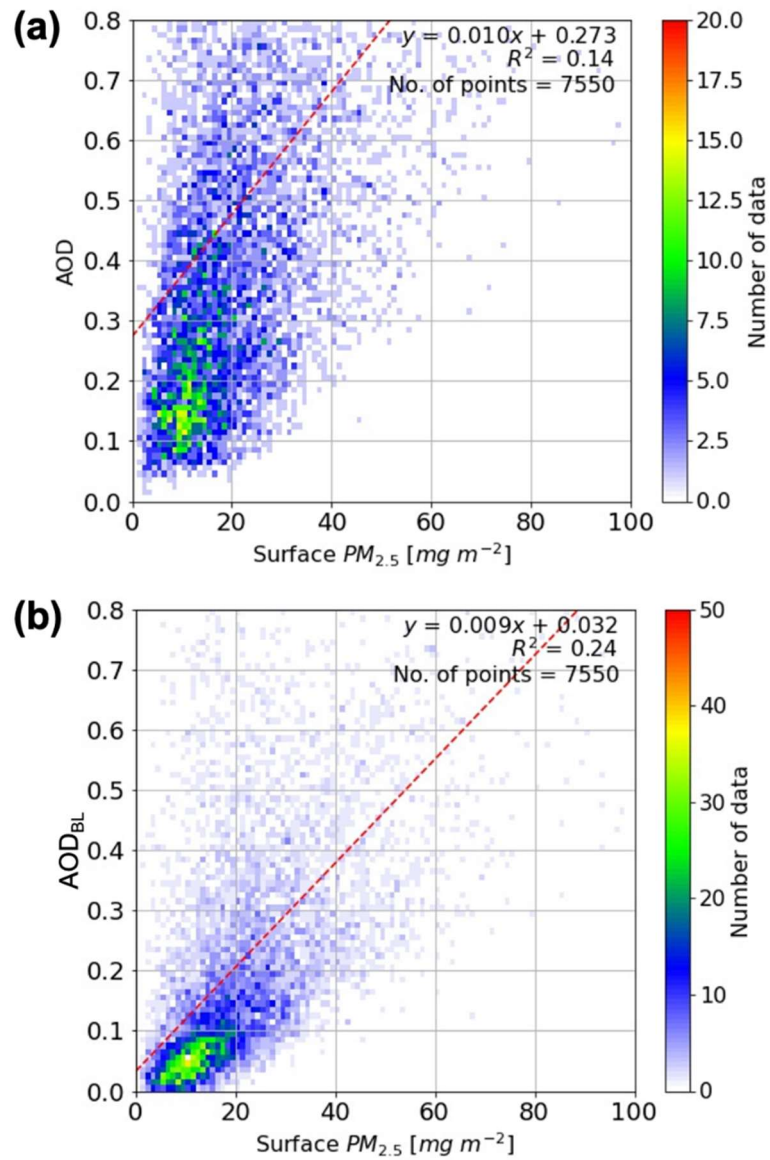 (a)
0.8
0.7
0.6
0.5
0.4
0.3
0.2
0.1
0.0
AOD
y = 0.010x + 0.273
R² = 0.14
No. of points = 7550
0 20 40 60 80 100
Surface PM₂.₅ [mg m⁻²]
20.0
17.5
15.0
12.5
10.0
7.5
5.0
2.5
0.0
Number of data
(b)
0.8
0.7
0.6
0.5
0.4
0.3
0.2
0.1
0.0
AOD_BL
y = 0.009x + 0.032
R² = 0.24
No. of points = 7550
0 20 40 60 80 100
Surface PM₂.₅ [mg m⁻²]
50
40
30
20
10
0
Number of data